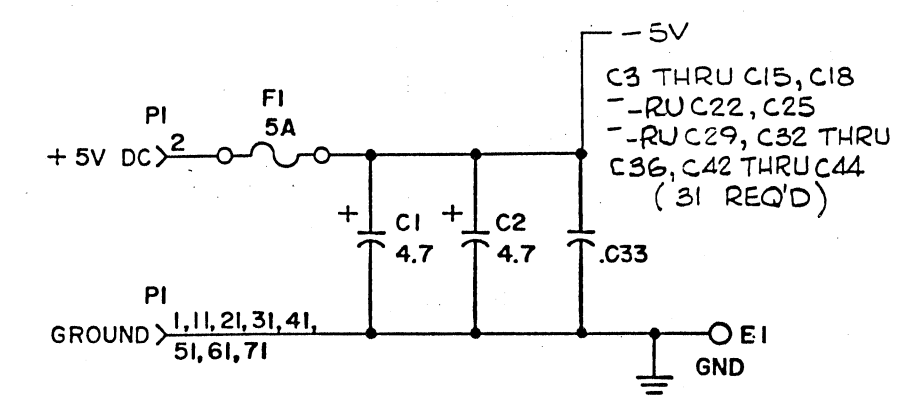 — 5V
C3 THRU C15, C18
–RU C22, C25
–RU C29, C32 THRU
C36, C42 THRU C44
( 31 REQ'D )
F1
5A
P1
2
+ 5V DC
+
C1
4.7
+
C2
4.7
.C33
P1
GROUND
1, 11, 21, 31, 41,
51, 61, 71
E1
GND